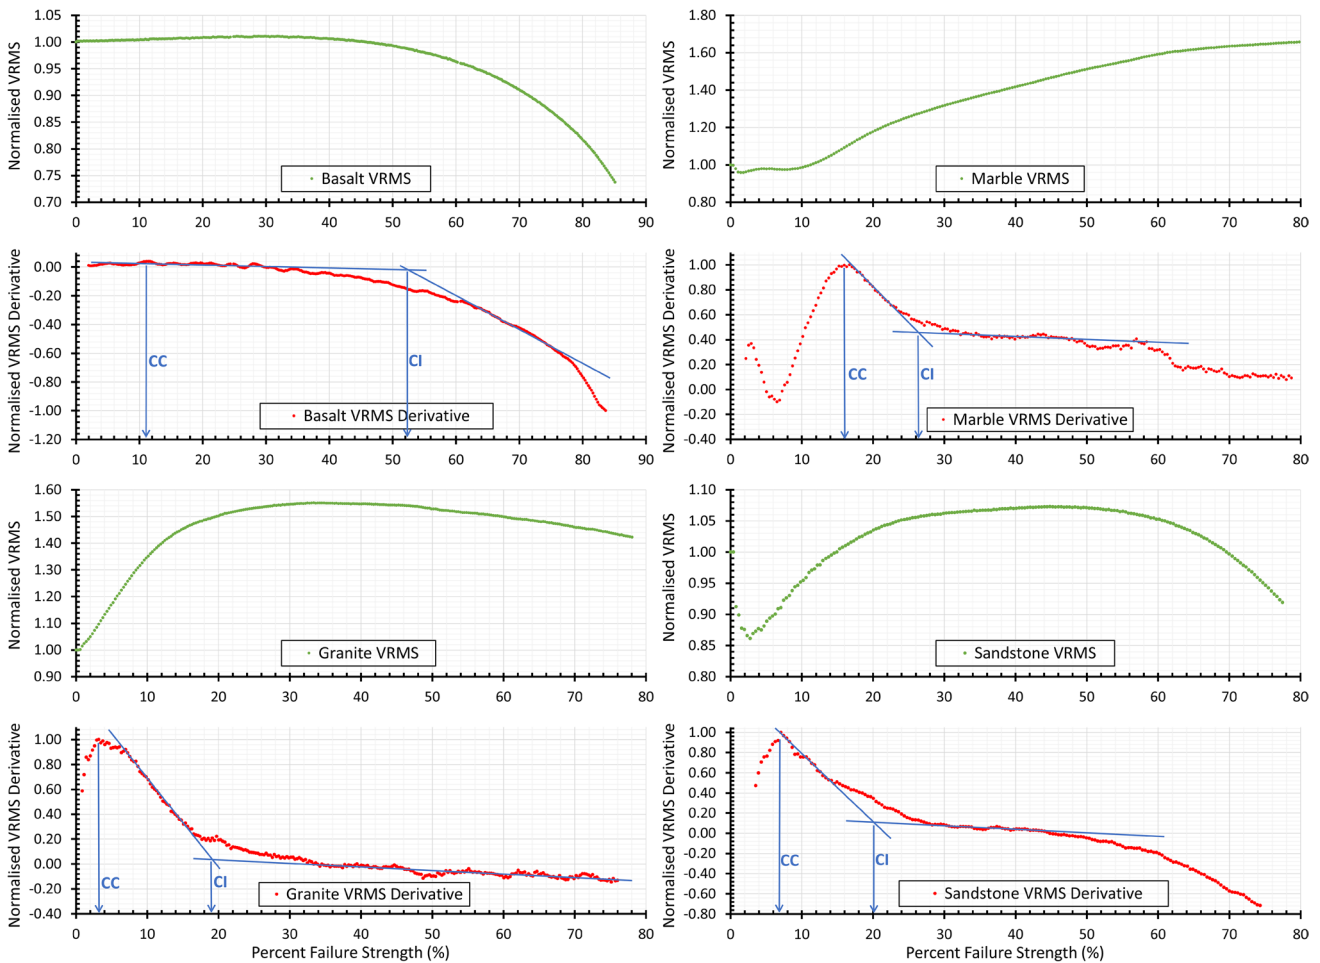 1.05
1.00
0.95
0.90
0.85
0.80
0.75
0.70
Normalised VRMS
Basalt VRMS
0 10 20 30 40 50 60 70 80 90
1.80
1.60
1.40
1.20
1.00
0.80
Normalised VRMS
Marble VRMS
0 10 20 30 40 50 60 70 80
0.00
-0.20
-0.40
-0.60
-0.80
-1.00
-1.20
Normalised VRMS Derivative
CC
CI
Basalt VRMS Derivative
0 10 20 30 40 50 60 70 80 90
1.00
0.80
0.60
0.40
0.20
0.00
-0.20
-0.40
Normalised VRMS Derivative
CC
CI
Marble VRMS Derivative
0 10 20 30 40 50 60 70 80
1.60
1.50
1.40
1.30
1.20
1.10
1.00
0.90
Normalised VRMS
Granite VRMS
0 10 20 30 40 50 60 70 80
1.10
1.05
1.00
0.95
0.90
0.85
0.80
Normalised VRMS
Sandstone VRMS
0 10 20 30 40 50 60 70 80
1.00
0.80
0.60
0.40
0.20
0.00
-0.20
-0.40
Normalised VRMS Derivative
CC
CI
Granite VRMS Derivative
0 10 20 30 40 50 60 70 80
Percent Failure Strength (%)
1.00
0.80
0.60
0.40
0.20
0.00
-0.20
-0.40
-0.60
-0.80
Normalised VRMS Derivative
CC
CI
Sandstone VRMS Derivative
0 10 20 30 40 50 60 70 80
Percent Failure Strength (%)